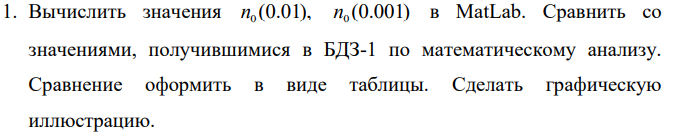 1. Вычислить значения n₀(0.01), n₀(0.001) в MatLab. Сравнить со
значениями, получившимися в БДЗ-1 по математическому анализу.
Сравнение оформить в виде таблицы. Сделать графическую
иллюстрацию.